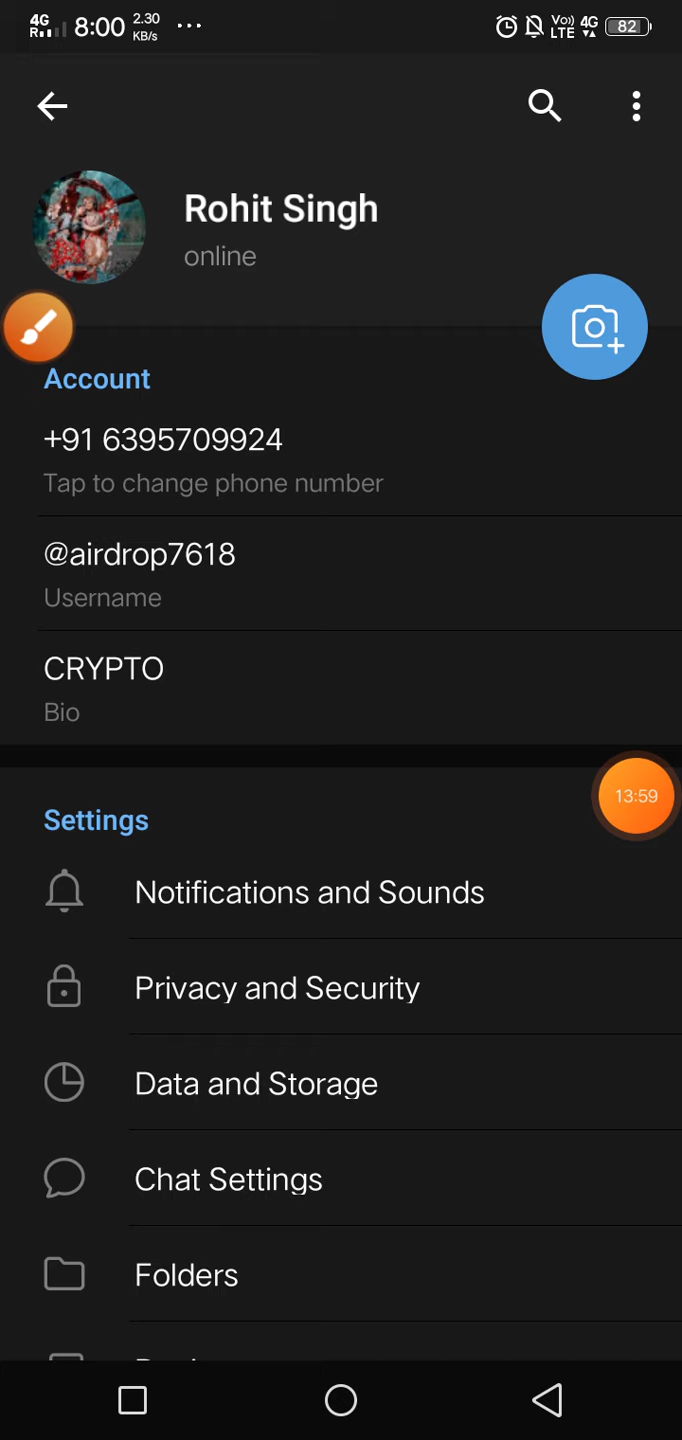 4G R 8:00 2.30 KB/s ... Vo)) LTE 4G 82
Rohit Singh
online
Account
+91 6395709924
Tap to change phone number
@airdrop7618
Username
CRYPTO
Bio
13:59
Settings
Notifications and Sounds
Privacy and Security
Data and Storage
Chat Settings
Folders